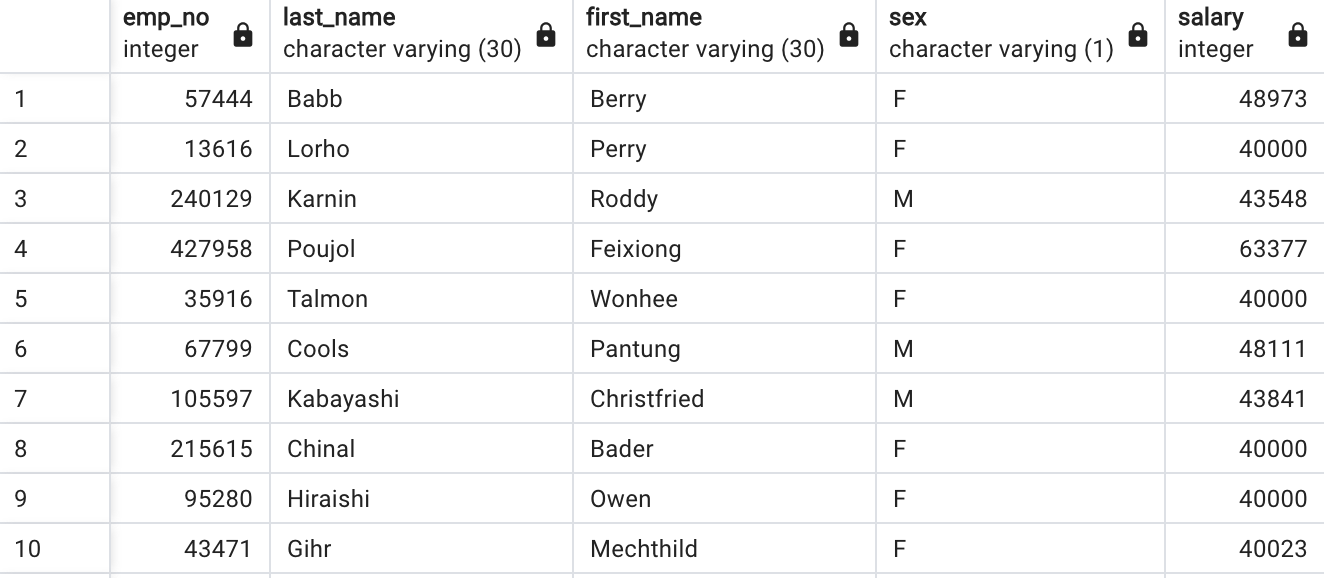 emp_no last_name first_name sex salary
integer character varying (30) character varying (30) character varying (1) integer
1 57444 Babb Berry F 48973
2 13616 Lorho Perry F 40000
3 240129 Karnin Roddy M 43548
4 427958 Poujol Feixiong F 63377
5 35916 Talmon Wonhee F 40000
6 67799 Cools Pantung M 48111
7 105597 Kabayashi Christfried M 43841
8 215615 Chinal Bader F 40000
9 95280 Hiraishi Owen F 40000
10 43471 Gihr Mechthild F 40023